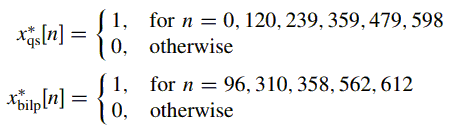 x*qs[n] = { 1, for n = 0, 120, 239, 359, 479, 598
0, otherwise
x*bilp[n] = { 1, for n = 96, 310, 358, 562, 612
0, otherwise